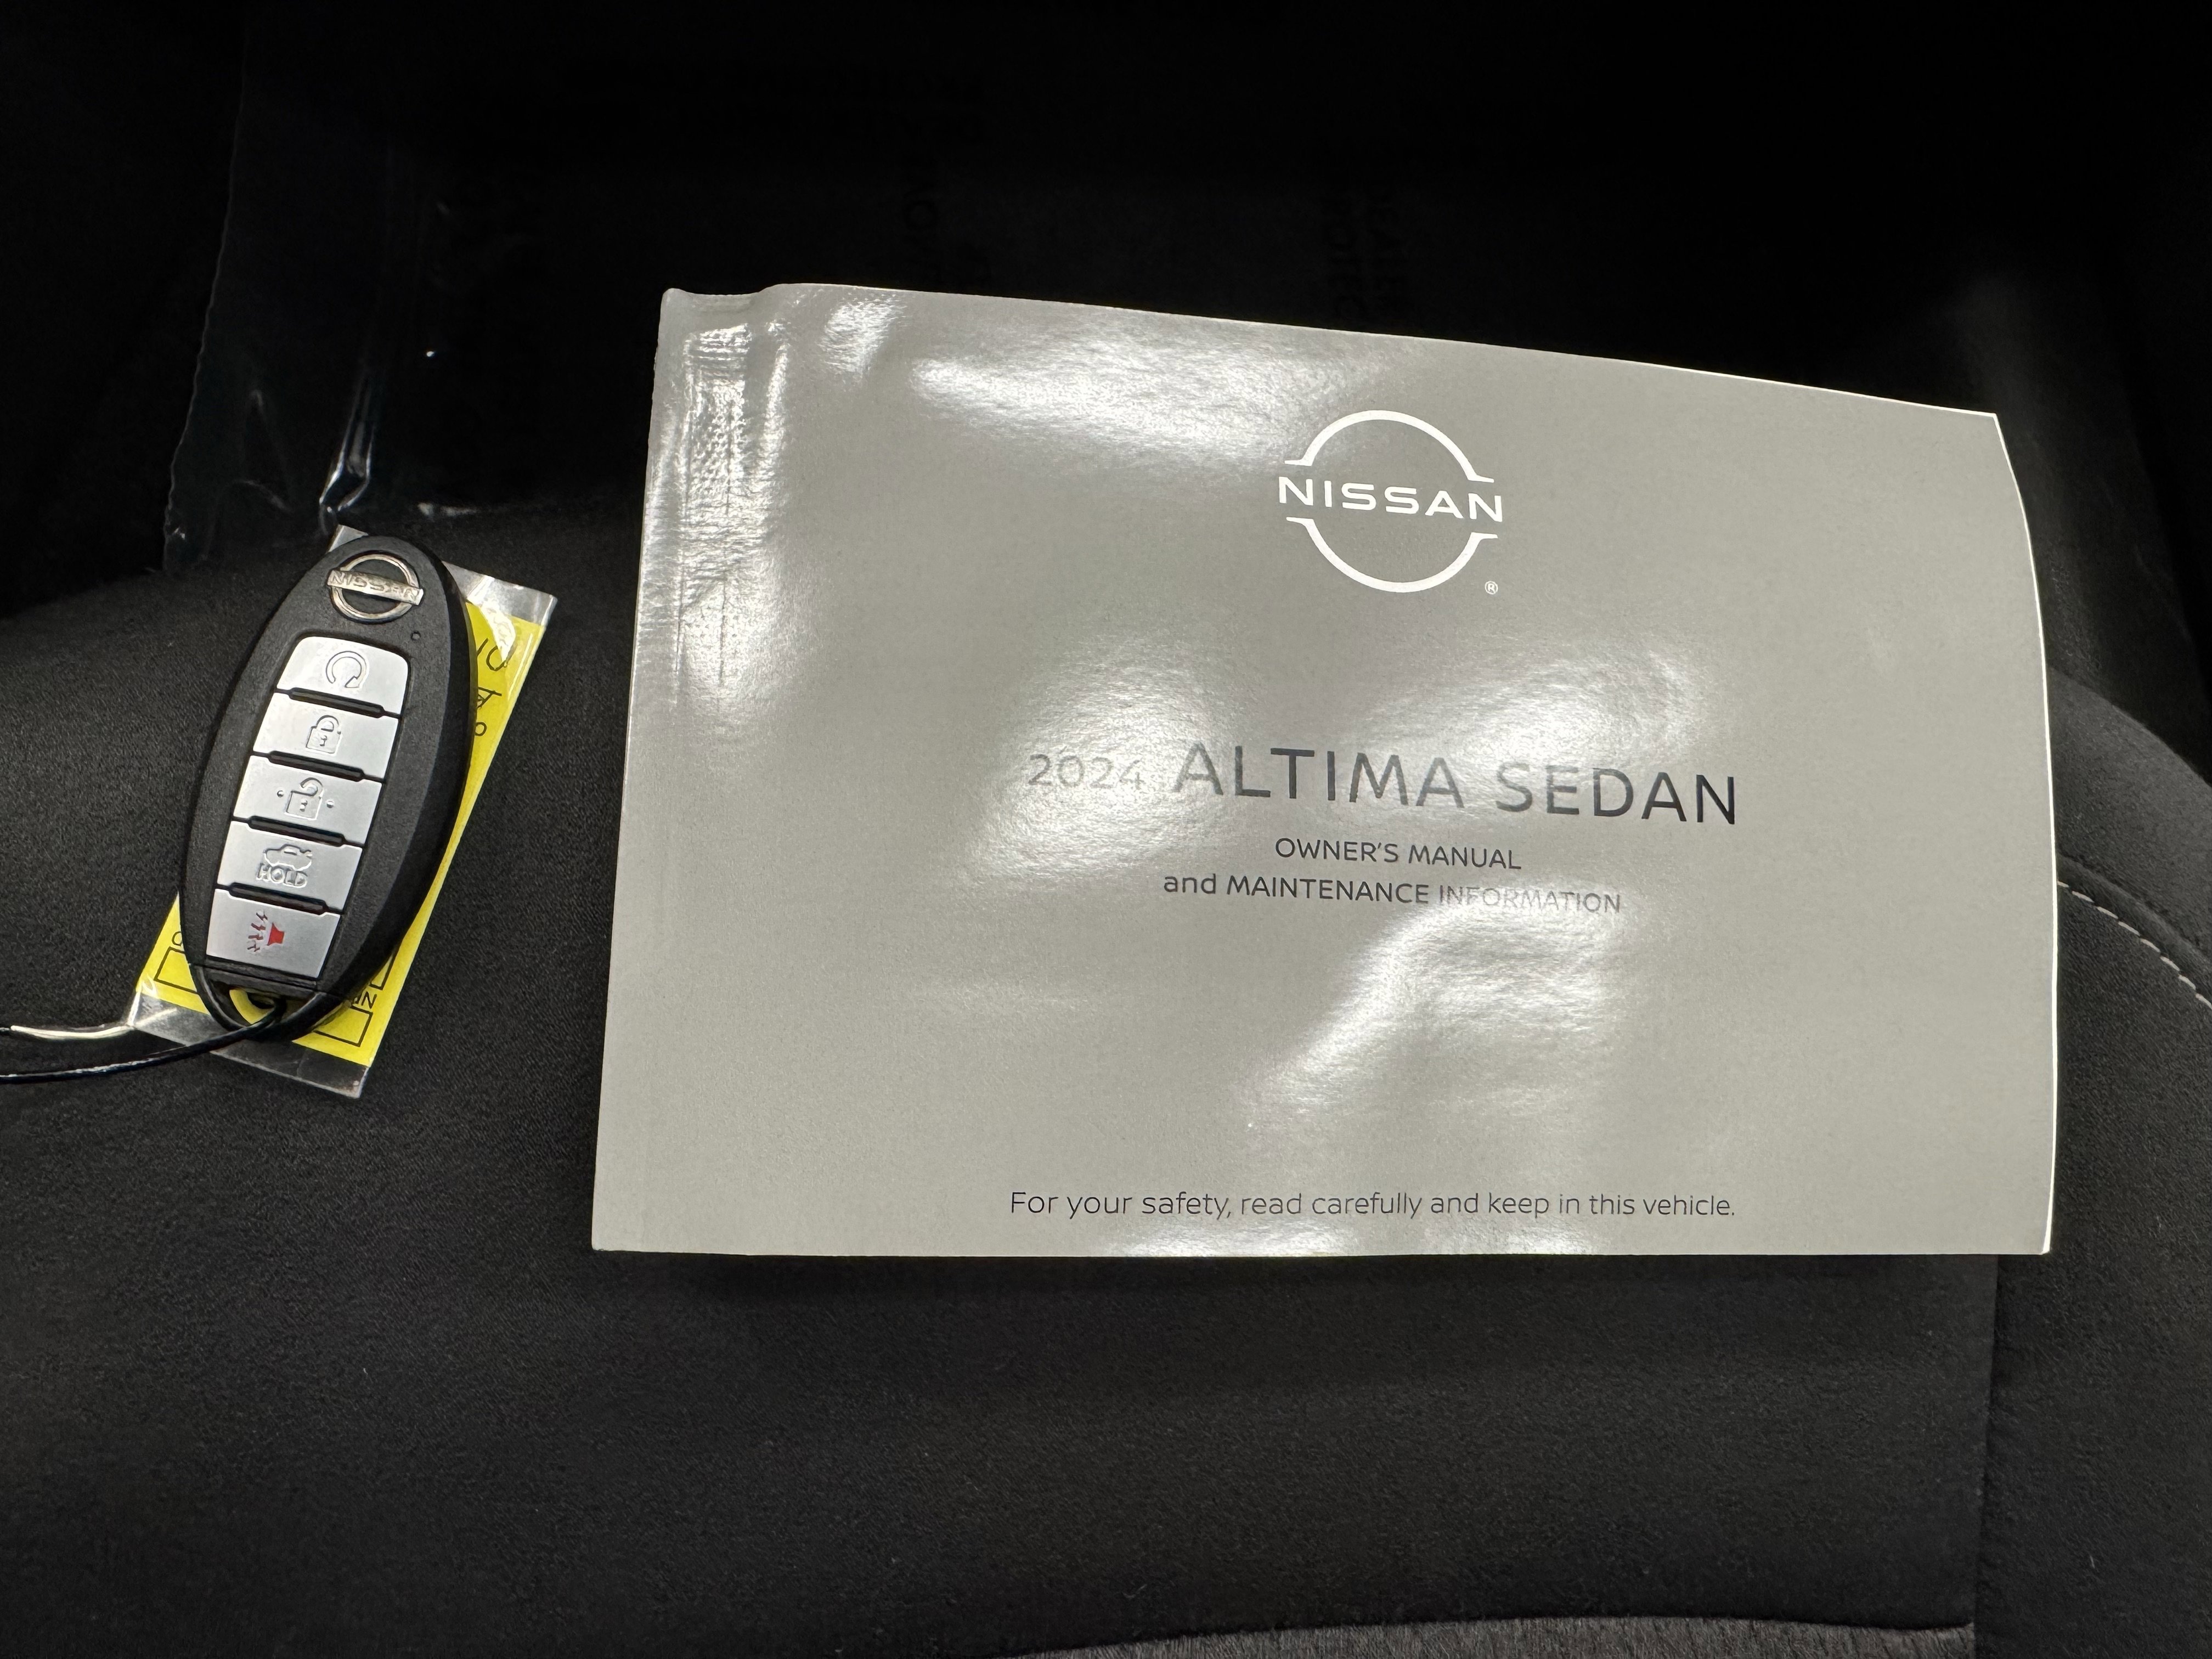 NISSAN
HOLD
NISSAN
®
2024 ALTIMA SEDAN
OWNER'S MANUAL
and MAINTENANCE INFORMATION
For your safety, read carefully and keep in this vehicle.